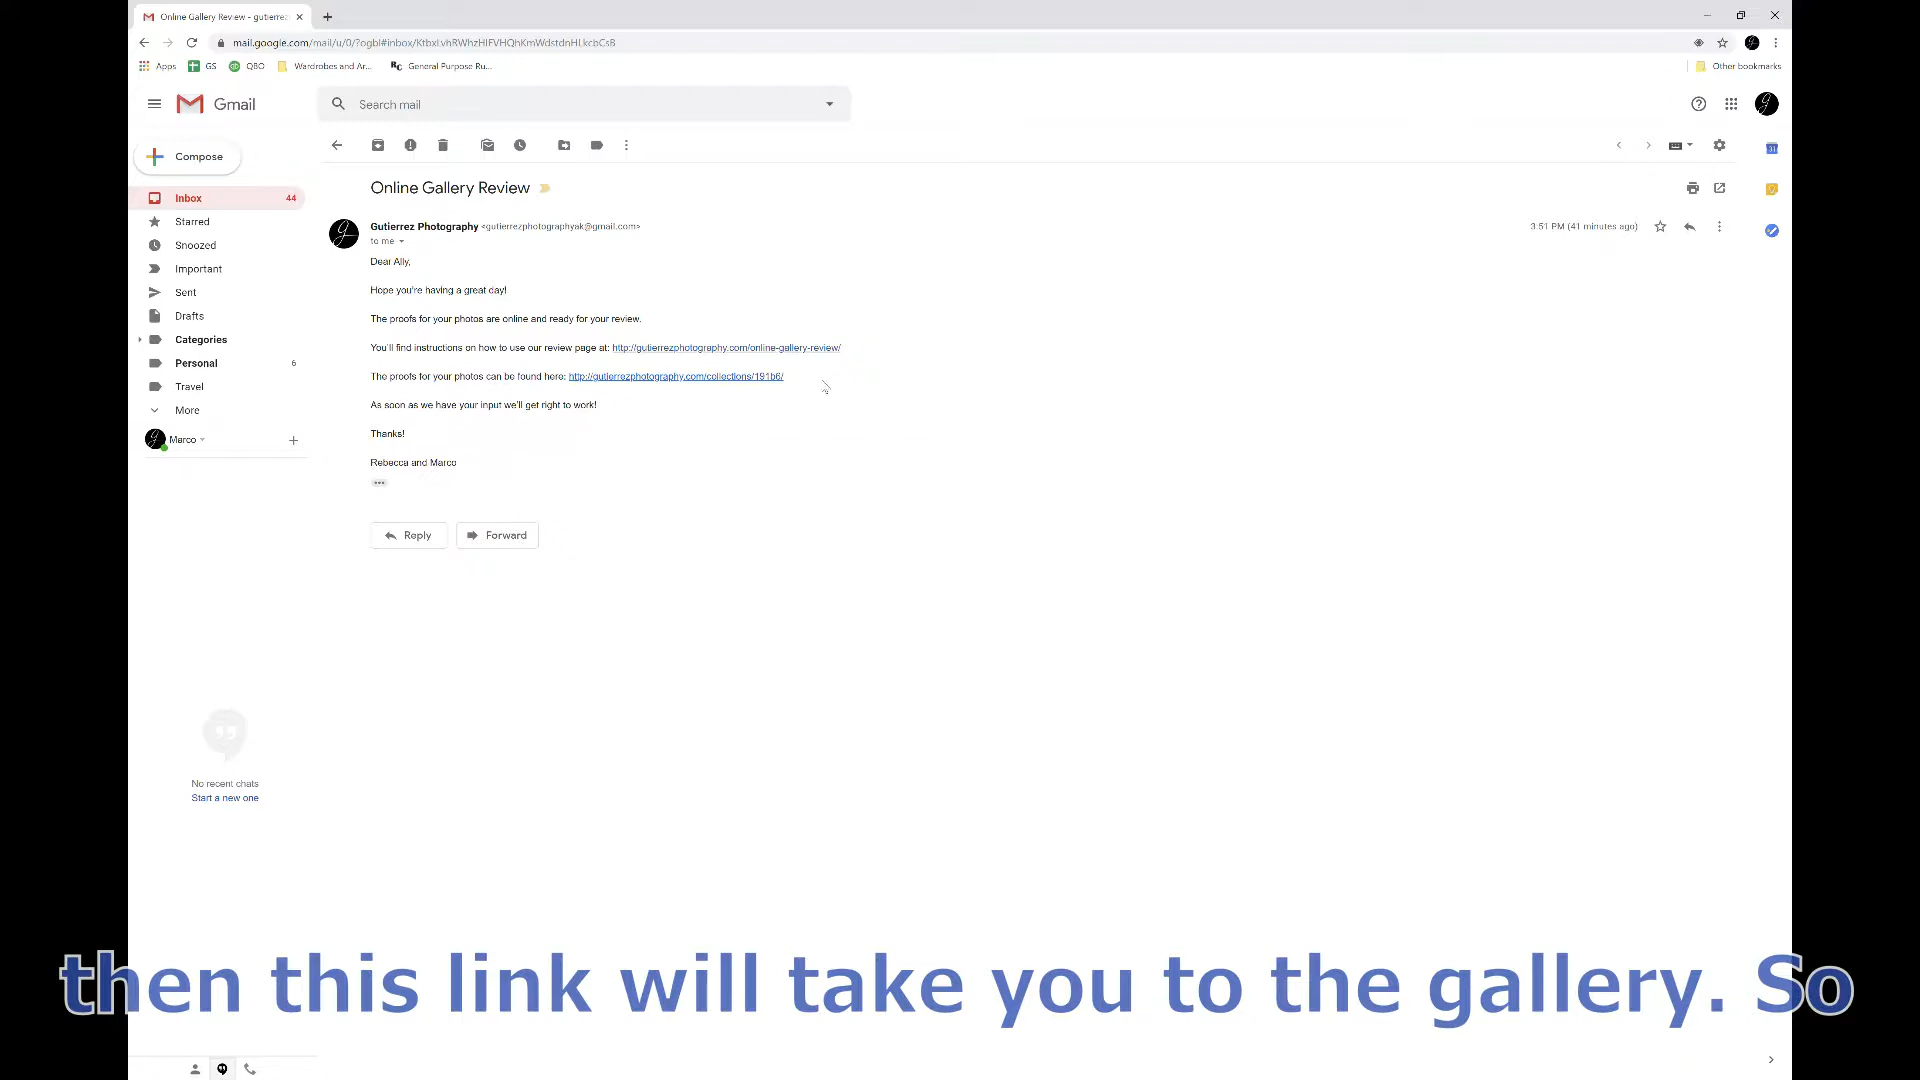 Online Gallery Review - gutierrez
mail.google.com/mail/u/0/?ogbl#inbox/KtbxLvhRWhzHlFVHQhKmWdstdnHLkcbCsB
Apps GS QBO Wardrobes and Ar... RC General Purpose Ru... Other bookmarks
Gmail
Search mail
Compose
Online Gallery Review
Inbox 44
Starred
Snoozed
Important
Sent
Drafts
Categories
Personal 6
Travel
More
Marco
Gutierrez Photography <gutierrezphotographyak@gmail.com>
3:51 PM (41 minutes ago)
to me
Dear Ally,
Hope you're having a great day!
The proofs for your photos are online and ready for your review.
You'll find instructions on how to use our review page at: http://gutierrezphotography.com/online-gallery-review/
The proofs for your photos can be found here: http://gutierrezphotography.com/collections/191b6/
As soon as we have your input we'll get right to work!
Thanks!
Rebecca and Marco
Reply Forward
No recent chats
Start a new one
then this link will take you to the gallery. So